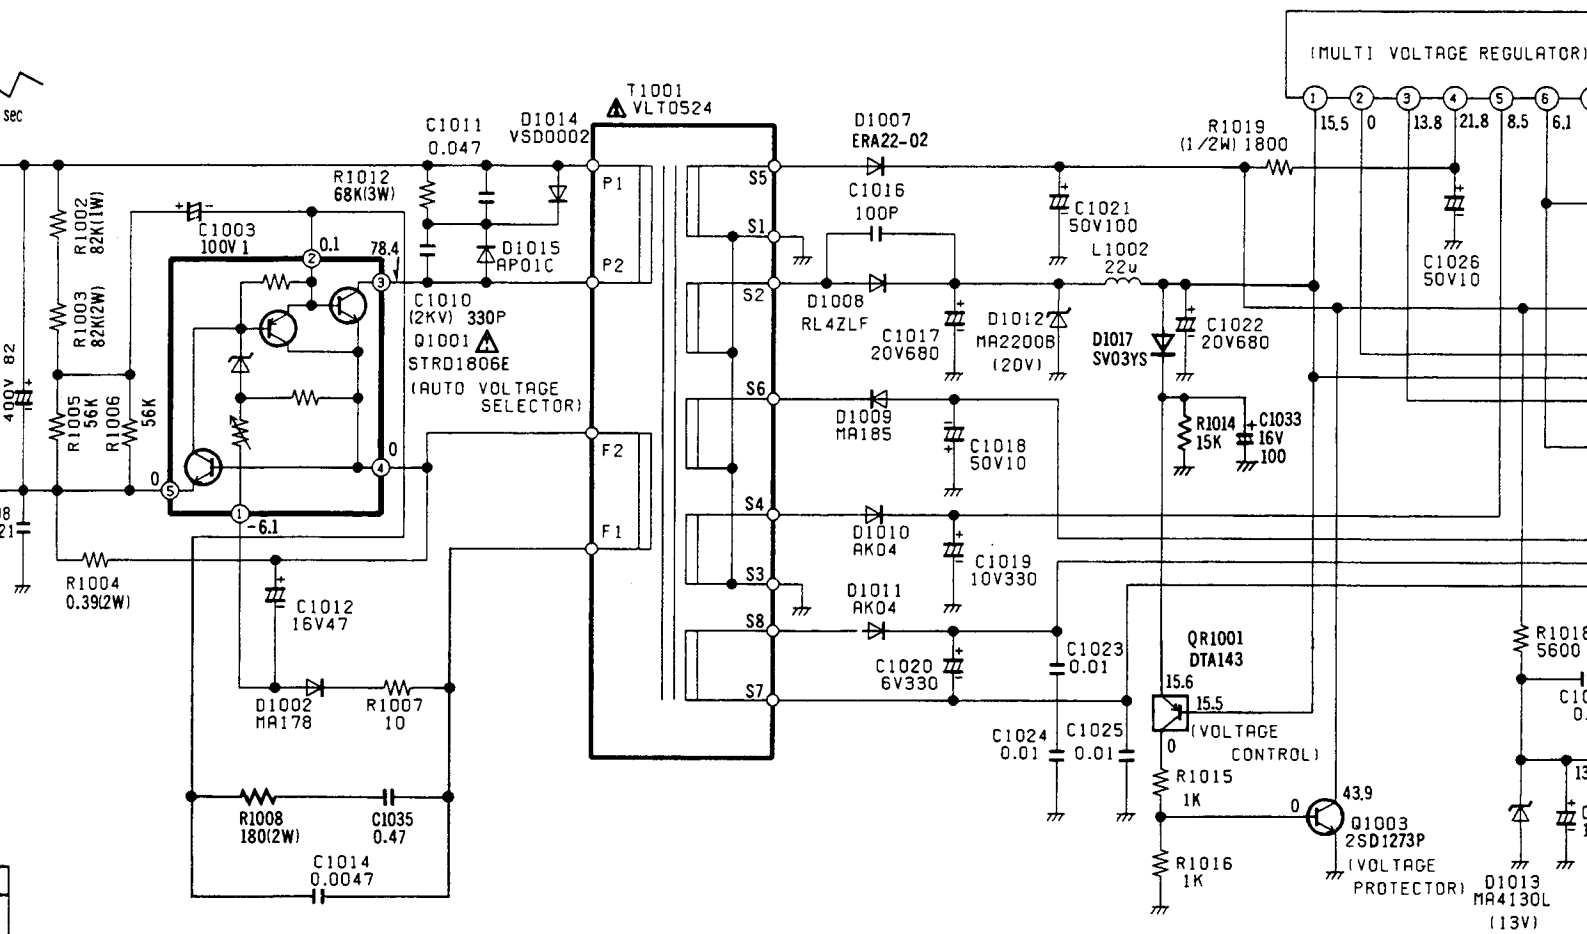 (MULTI VOLTAGE REGULATOR)
1 2 3 4 5 6
15.5 0 13.8 21.8 8.5 6.1
sec
T1001
VLT0524
D1014
VSD0002
C1011
0.047
R1012
68K(3W)
D1007
ERA22-02
R1019
(1/2W) 1800
P1
S5
C1016
100P
C1021
50V100
C1026
50V10
R1002
82K(1W)
C1003
100V 1
2
0.1
78.4
3
D1015
AP01C
P2
S1
S2
L1002
22u
R1003
82K(2W)
C1010
(2KV) 330P
Q1001
STRD1806E
(AUTO VOLTAGE
SELECTOR)
D1008
RL4ZLF
C1017
20V680
D1012
MA2200B
(20V)
D1017
SV03YS
C1022
20V680
400V 82
R1005
56K
R1006
56K
S6
D1009
MA185
C1018
50V10
R1014
15K
C1033
16V
100
0
5
0
4
F2
1
-6.1
F1
S4
D1010
AK04
C1019
10V330
S3
R1004
0.39(2W)
C1012
16V47
D1011
AK04
S8
C1020
6V330
C1023
0.01
QR1001
DTA143
R1018
5600
S7
15.6
15.5
(VOLTAGE
CONTROL)
0
D1002
MA178
R1007
10
C1024
0.01
C1025
0.01
R1015
1K
R1008
180(2W)
C1035
0.47
0
43.9
Q1003
2SD1273P
(VOLTAGE
PROTECTOR)
C1014
0.0047
R1016
1K
D1013
MA4130L
(13V)